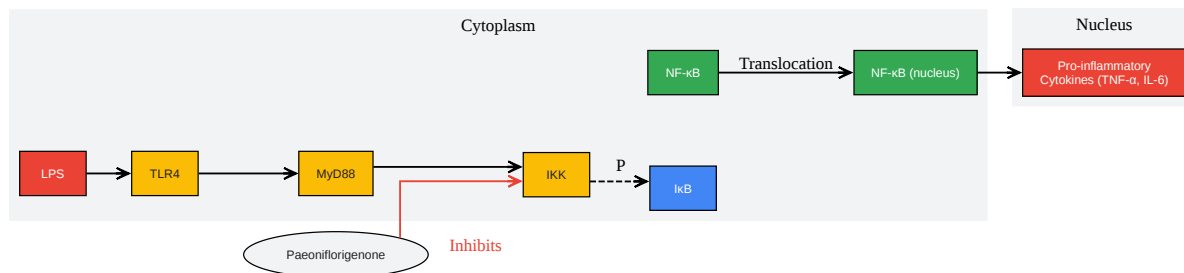 Cytoplasm
Nucleus
NF-κB
Translocation
NF-κB (nucleus)
Pro-inflammatory
Cytokines (TNF-α, IL-6)
LPS
TLR4
MyD88
IKK
P
IκB
Paeoniflorigenone
Inhibits